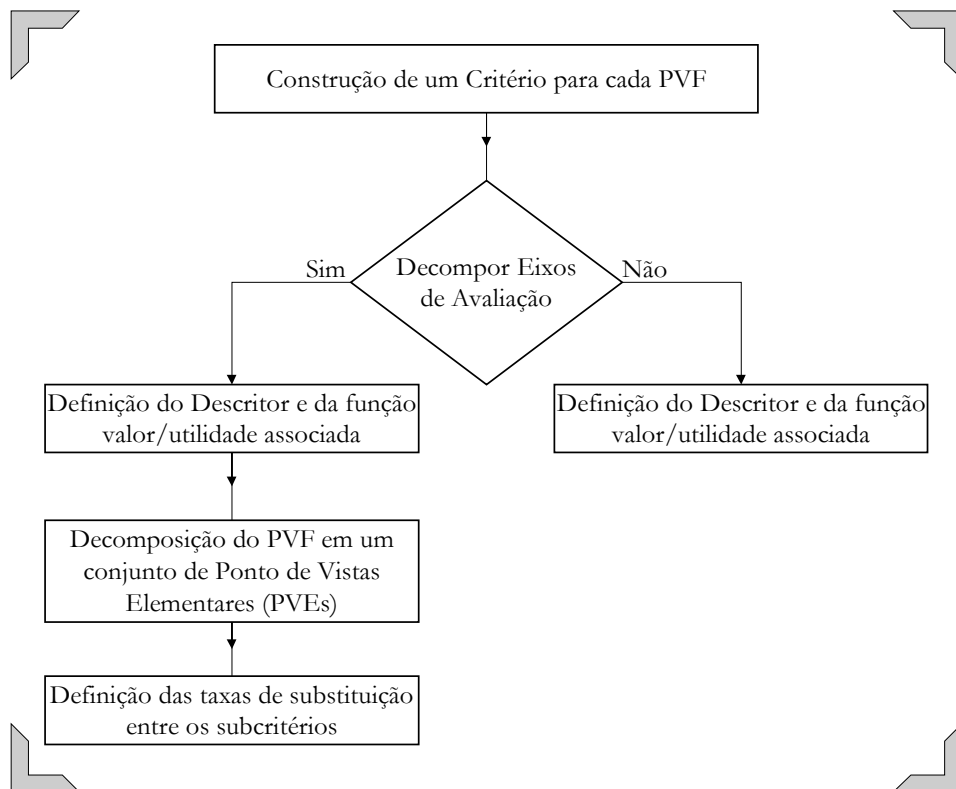 Construção de um Critério para cada PVF
Decompor Eixos
de Avaliação
Sim
Não
Definição do Descritor e da função
valor/utilidade associada
Definição do Descritor e da função
valor/utilidade associada
Decomposição do PVF em um
conjunto de Ponto de Vistas
Elementares (PVEs)
Definição das taxas de substituição
entre os subcritérios